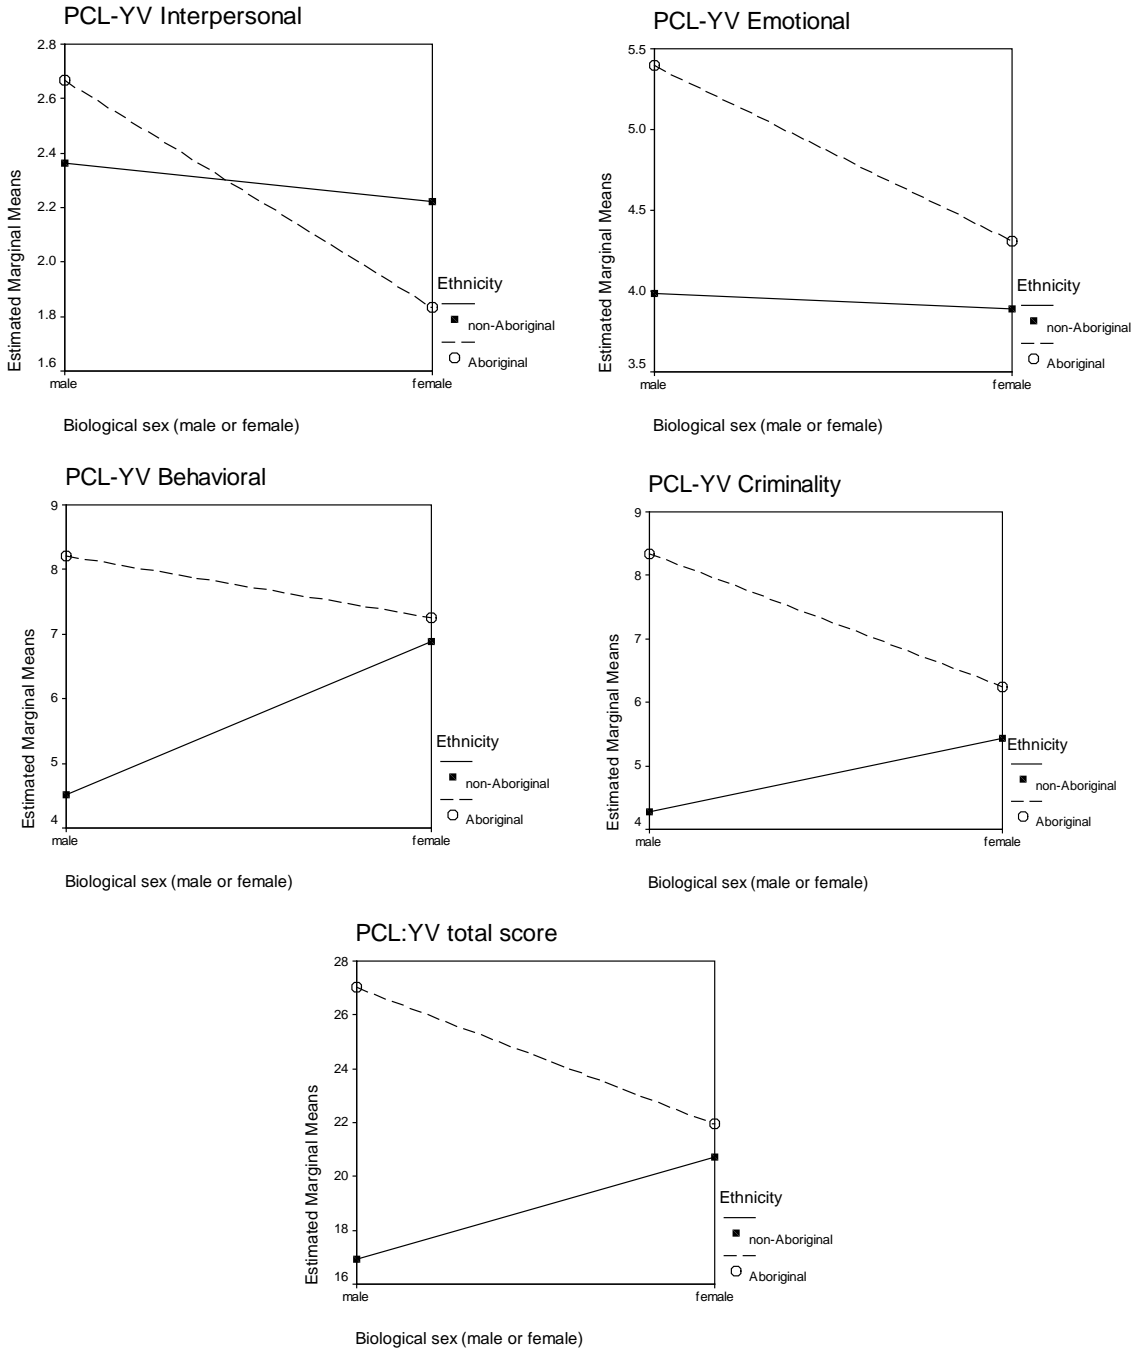 PCL-YV Interpersonal
2.8
2.6
2.4
2.2
2.0
1.8
1.6
Estimated Marginal Means
male
female
Biological sex (male or female)
Ethnicity
non-Aboriginal
Aboriginal
PCL-YV Emotional
5.5
5.0
4.5
4.0
3.5
Estimated Marginal Means
male
female
Biological sex (male or female)
Ethnicity
non-Aboriginal
Aboriginal
PCL-YV Behavioral
9
8
7
6
5
4
Estimated Marginal Means
male
female
Biological sex (male or female)
Ethnicity
non-Aboriginal
Aboriginal
PCL-YV Criminality
9
8
7
6
5
4
Estimated Marginal Means
male
female
Biological sex (male or female)
Ethnicity
non-Aboriginal
Aboriginal
PCL:YV total score
28
26
24
22
20
18
16
Estimated Marginal Means
male
female
Biological sex (male or female)
Ethnicity
non-Aboriginal
Aboriginal